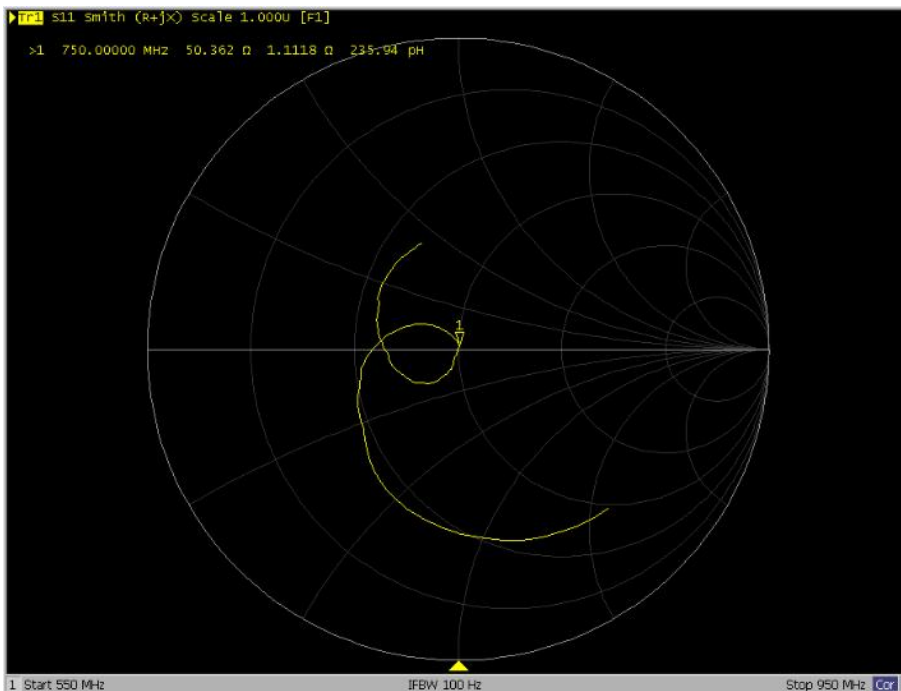 Tr1 S11 Smith (R+jX) Scale 1.000U [F1]
>1 750.00000 MHz 50.362 Ω 1.1118 Ω 235.94 pH
1
1 Start 550 MHz IFBW 100 Hz Stop 950 MHz Cor